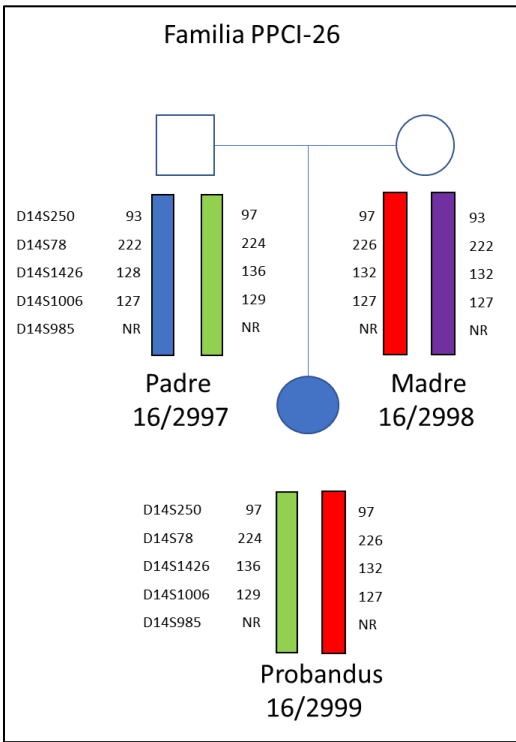 Familia PPCI-26
D14S250 93 97 97 93
D14S78 222 224 226 222
D14S1426 128 136 132 132
D14S1006 127 129 127 127
D14S985 NR NR NR NR
Padre Madre
16/2997 16/2998
D14S250 97 97
D14S78 224 226
D14S1426 136 132
D14S1006 129 127
D14S985 NR NR
Probandus
16/2999